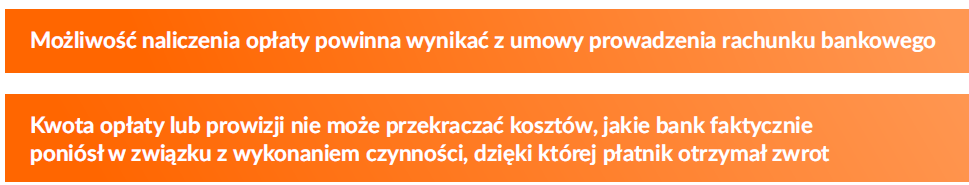 Możliwość naliczenia opłaty powinna wynikać z umowy prowadzenia rachunku bankowego
Kwota opłaty lub prowizji nie może przekraczać kosztów, jakie bank faktycznie
poniósł w związku z wykonaniem czynności, dzięki której płatnik otrzymał zwrot